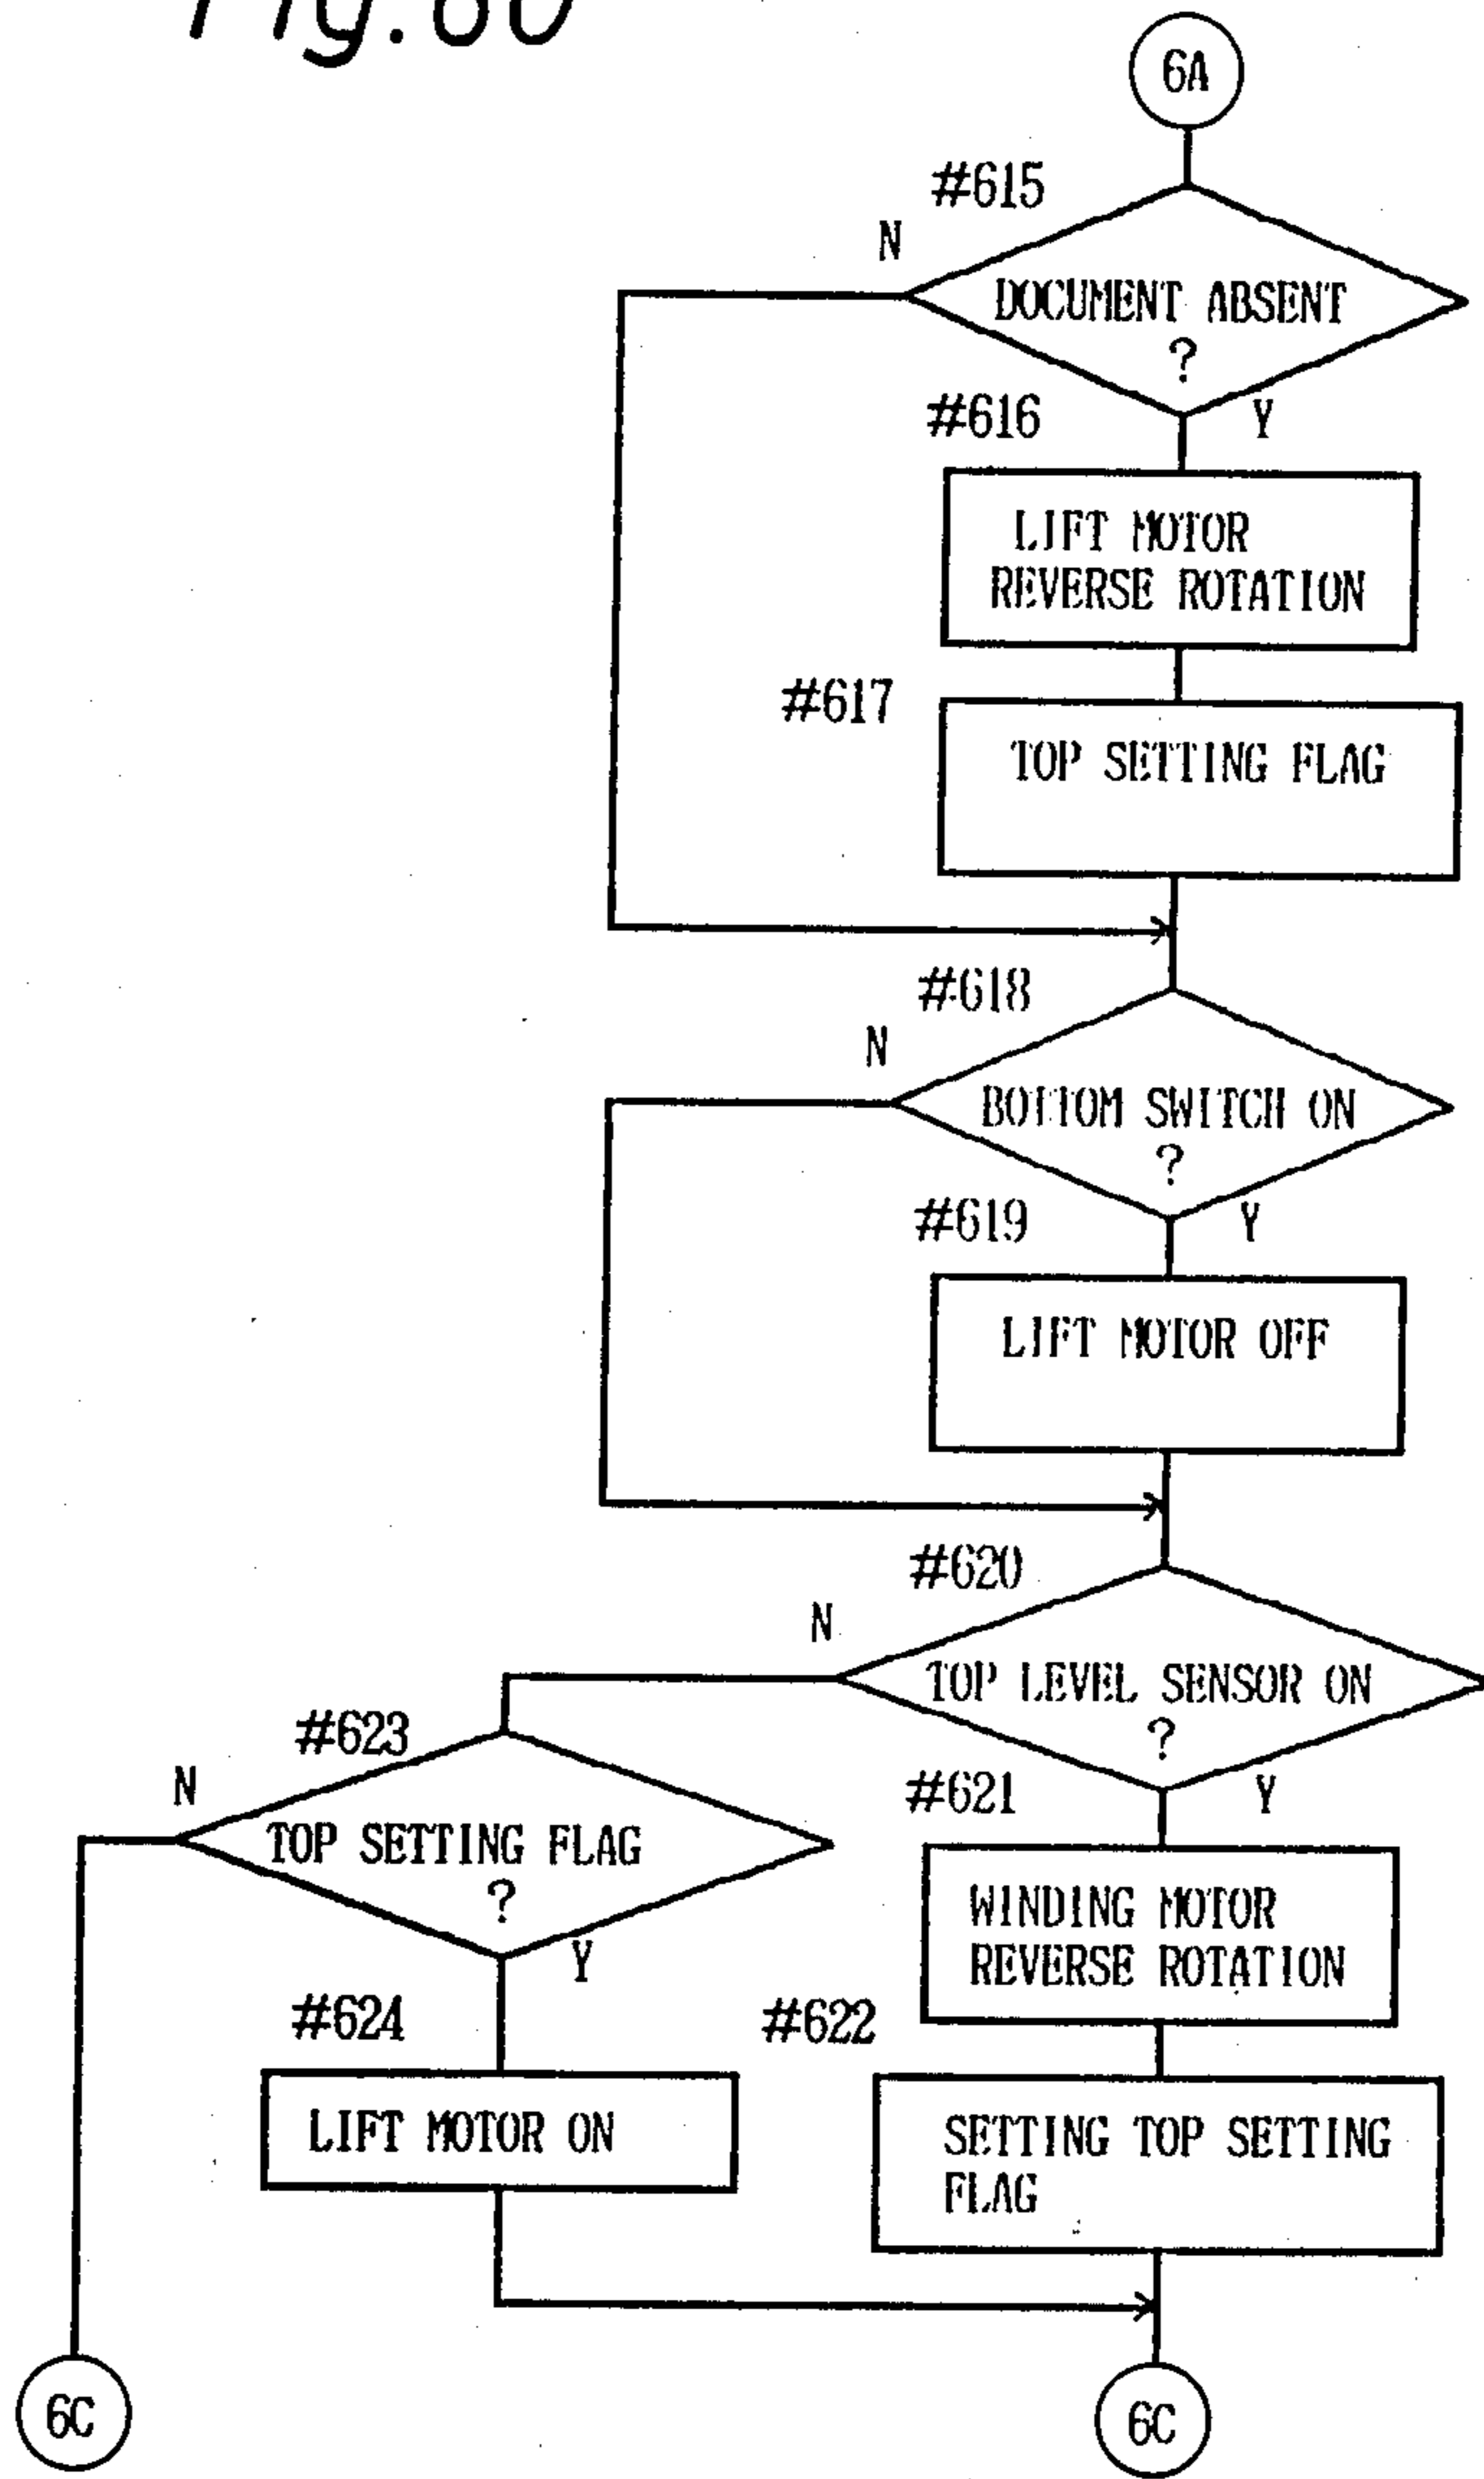 6A
#615
N
DOCUMENT ABSENT
?
#616
Y
LIFT MOTOR
REVERSE ROTATION
#617
TOP SETTING FLAG
#618
N
BOTTOM SWITCH ON
?
#619
Y
LIFT MOTOR OFF
#620
N
TOP LEVEL SENSOR ON
?
#623
N
TOP SETTING FLAG
?
#621
Y
WINDING MOTOR
REVERSE ROTATION
Y
#624
#622
LIFT MOTOR ON
SETTING TOP SETTING
FLAG
6C
6C